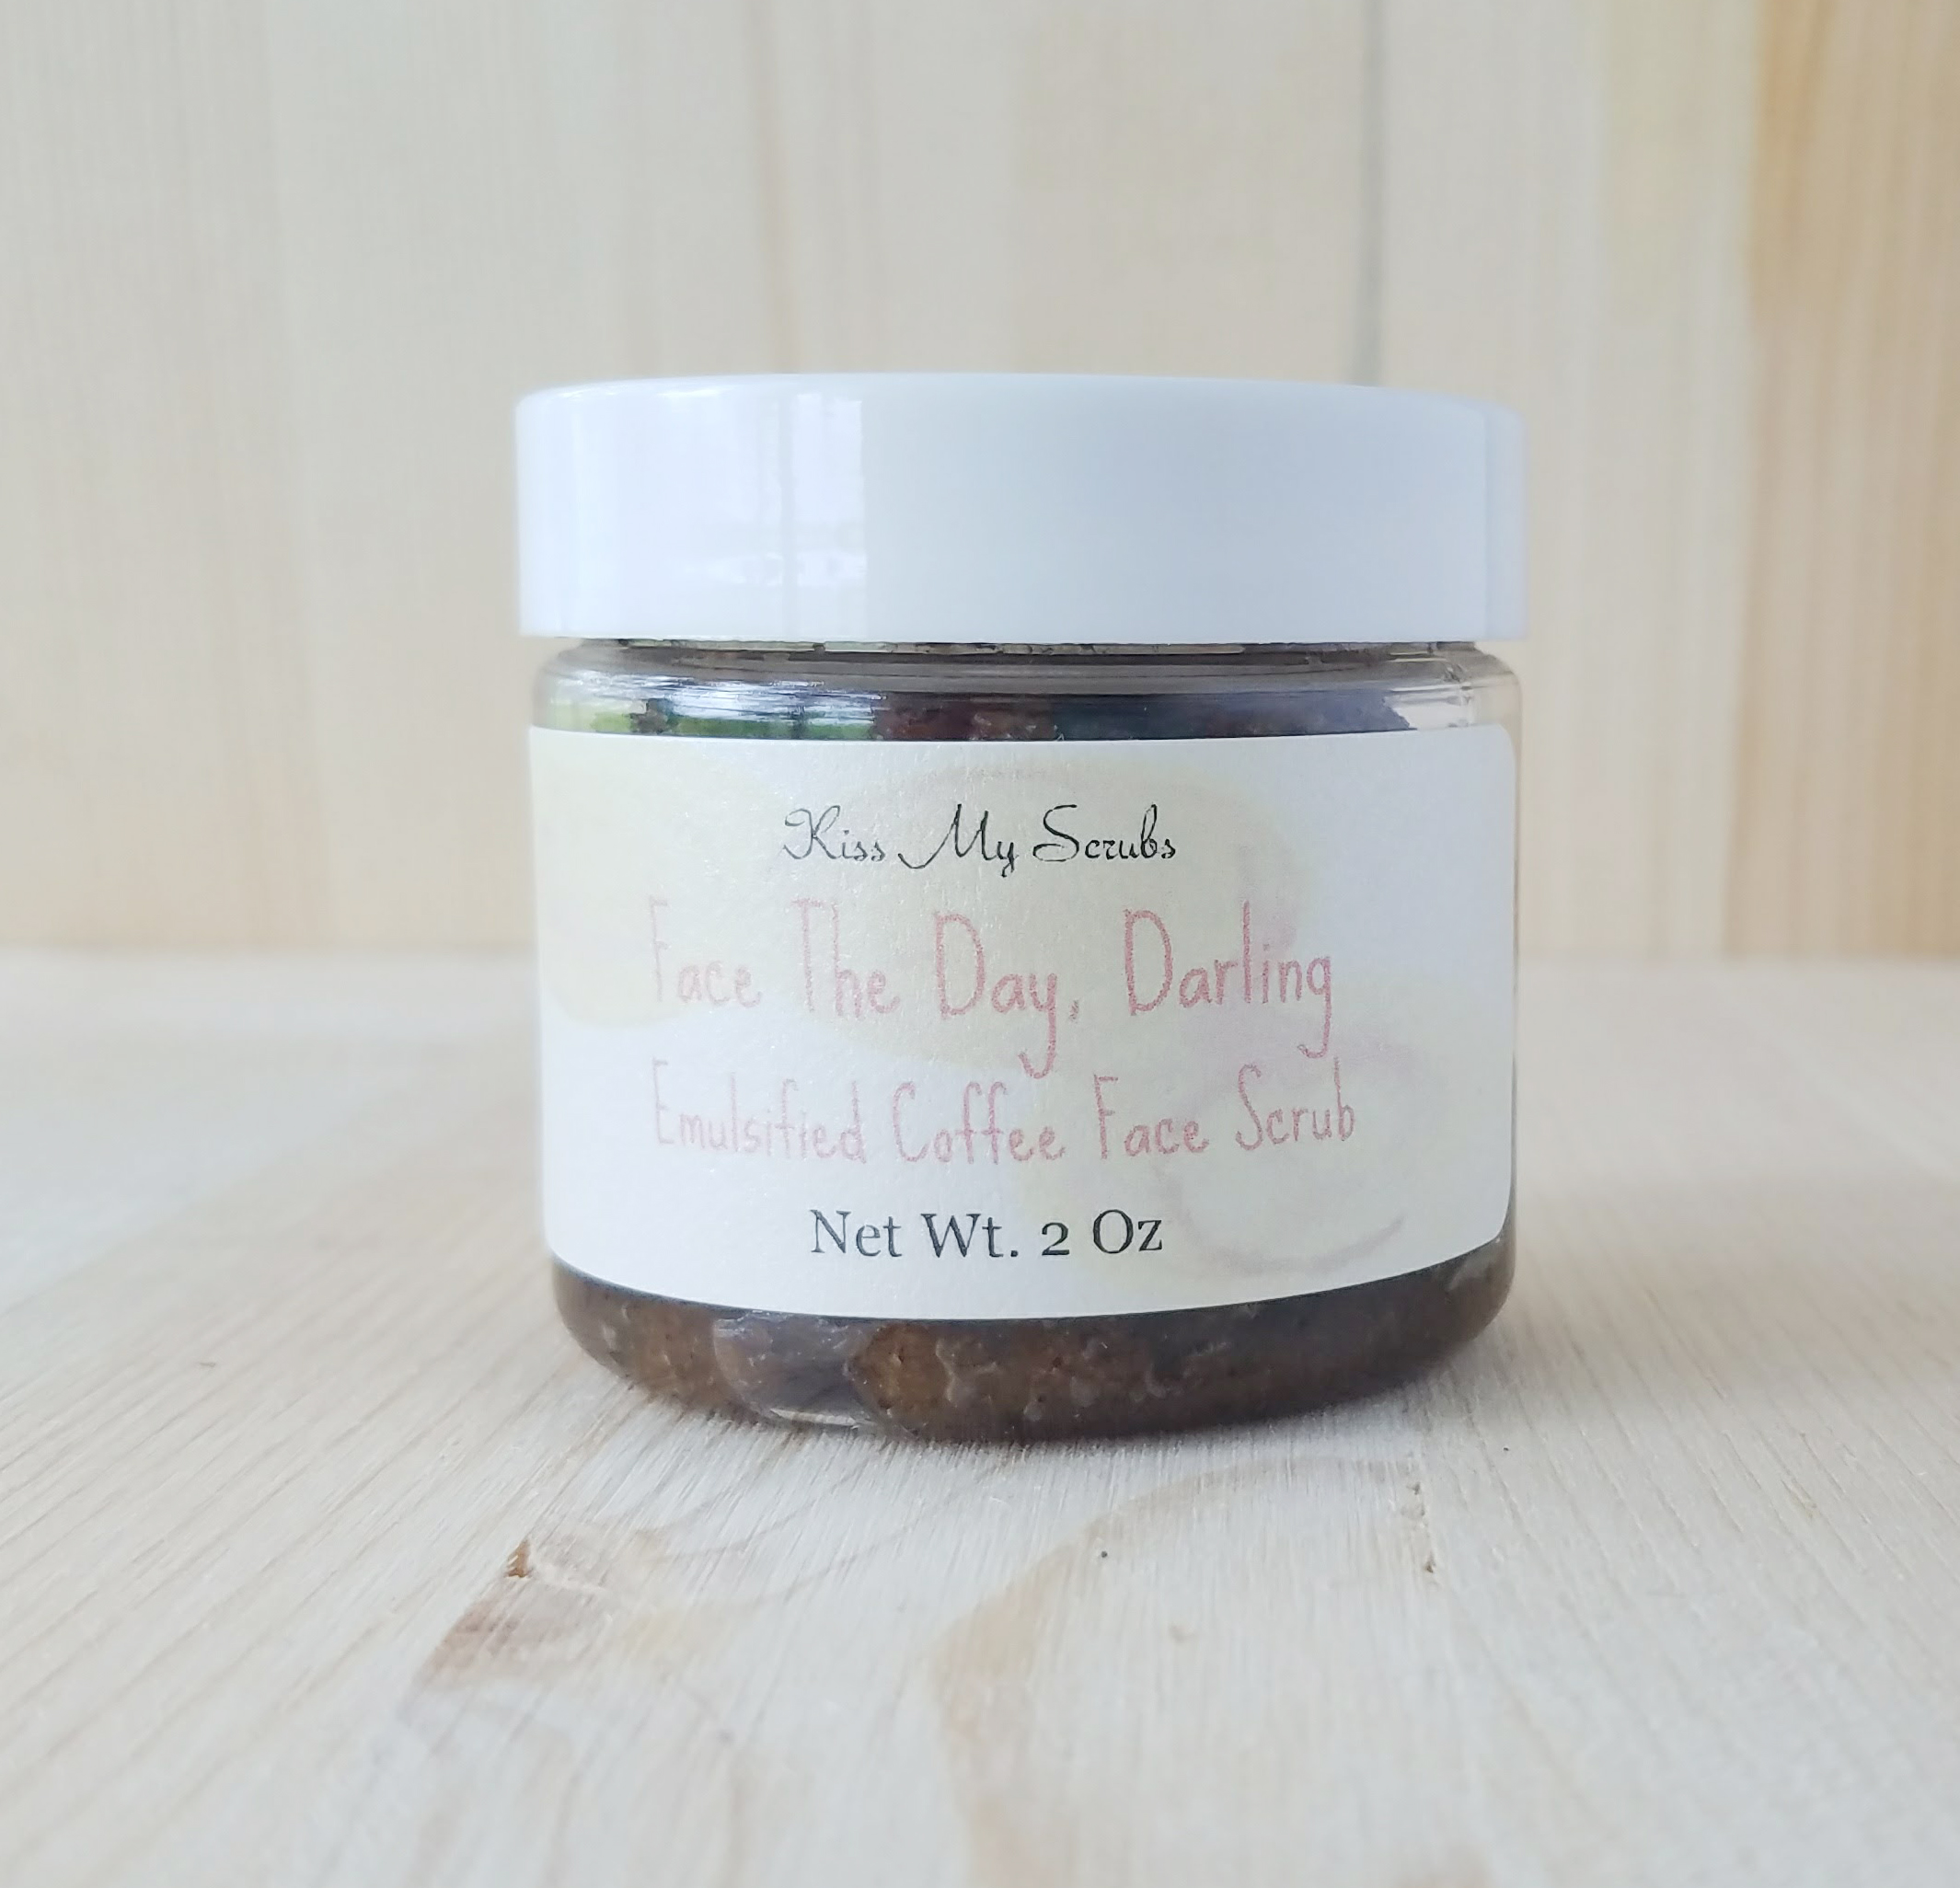 Kiss My Scrubs
Face The Day, Darling
Emulsified Coffee Face Scrub
Net Wt. 2 Oz